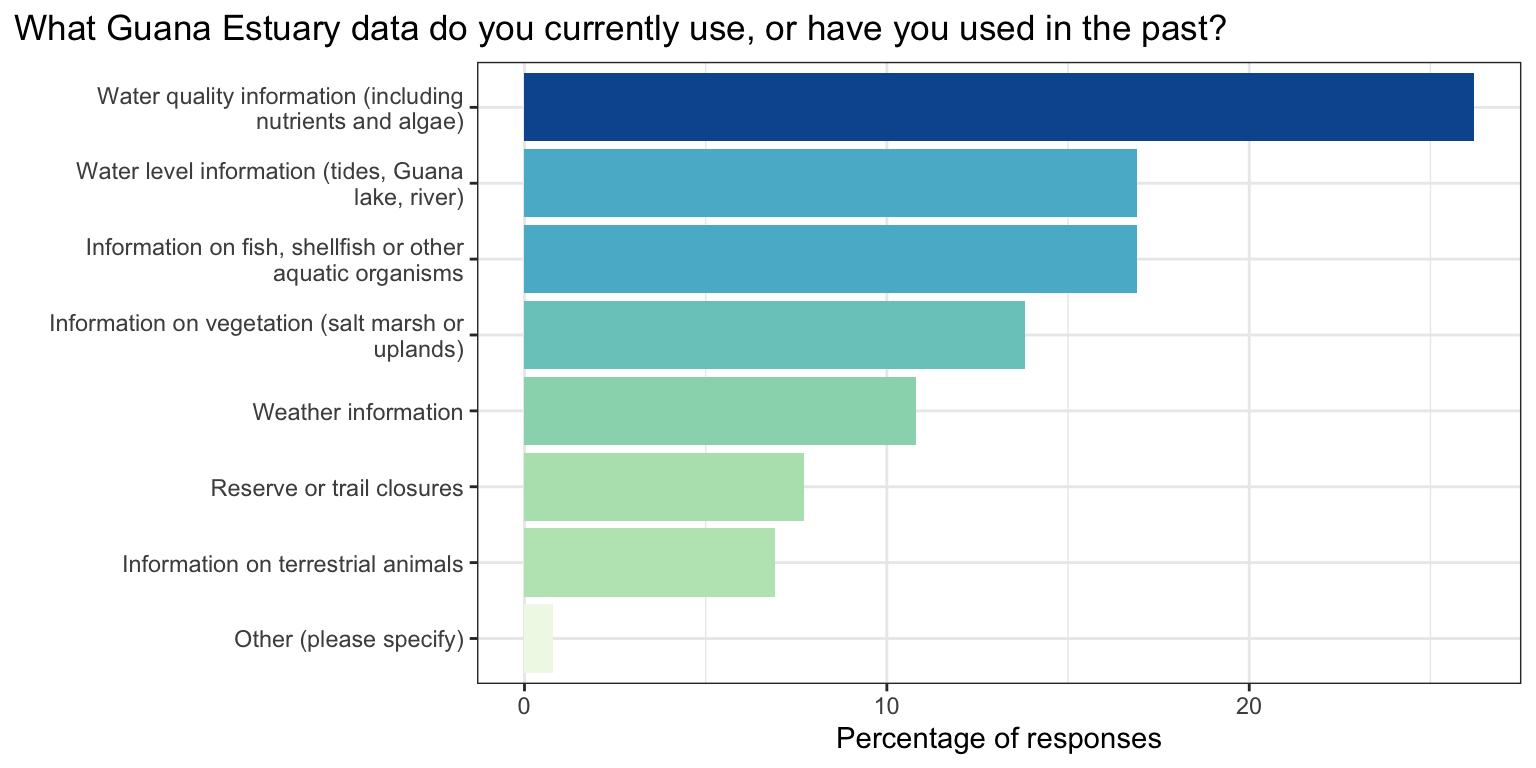 What Guana Estuary data do you currently use, or have you used in the past?
Water quality information (including
nutrients and algae)
Water level information (tides, Guana
lake, river)
Information on fish, shellfish or other
aquatic organisms
Information on vegetation (salt marsh or
uplands)
Weather information
Reserve or trail closures
Information on terrestrial animals
Other (please specify)
0 10 20
Percentage of responses